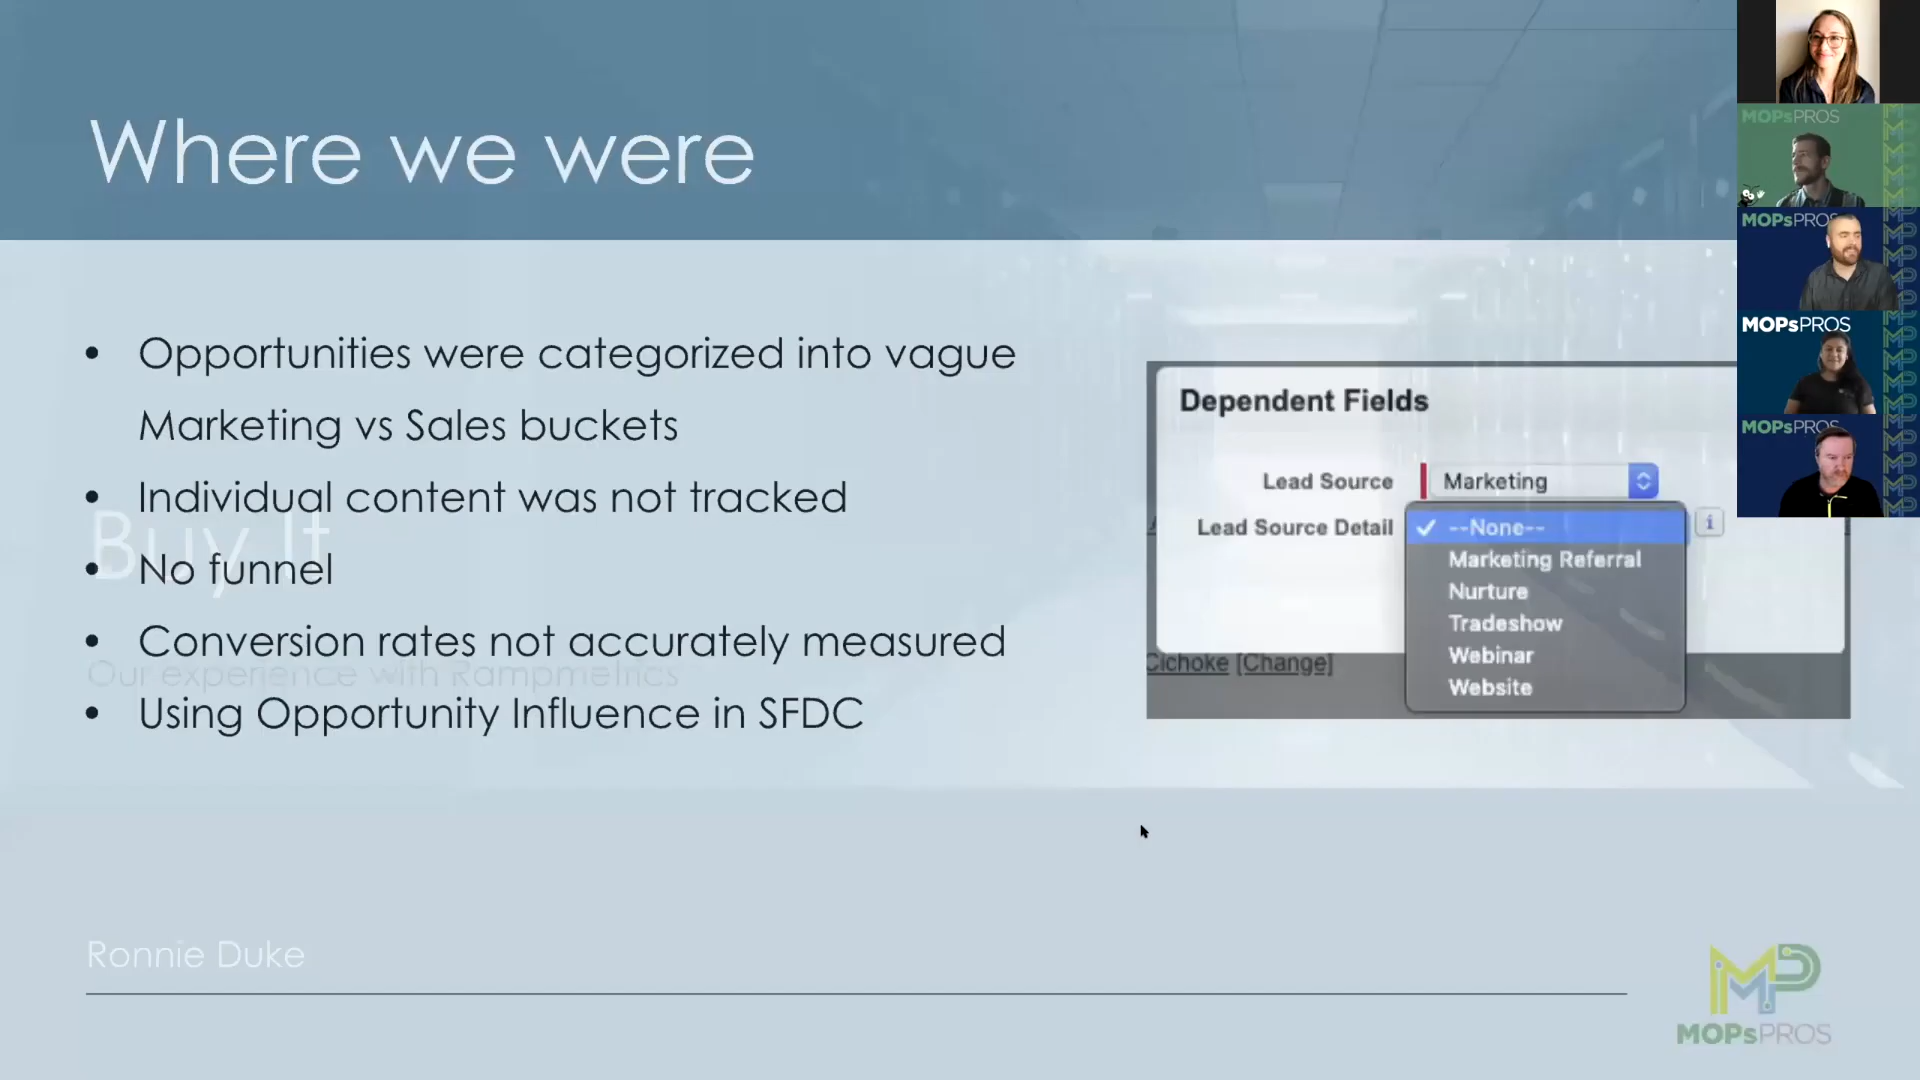 Where we were
• Opportunities were categorized into vague
Marketing vs Sales buckets
• Individual content was not tracked
Buy It
• No funnel
• Conversion rates not accurately measured
Our experience with Rampmetrics
• Using Opportunity Influence in SFDC
Dependent Fields
Lead Source
Marketing
Lead Source Detail
--None--
Marketing Referral
Nurture
Tradeshow
Webinar
Website
Cichoke [Change]
Ronnie Duke
MP
MOPsPROS
MOPsPROS
MOPsPROS
MOPsPROS
MOPsPROS